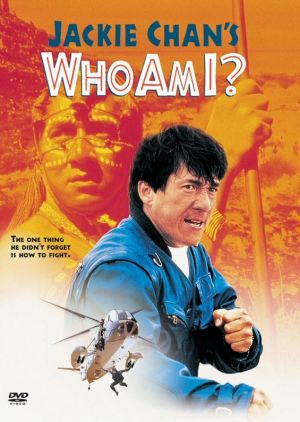 JACKIE CHAN'S
WHO AM I?
THE ONE THING
HE DIDN'T FORGET
IS HOW TO FIGHT.
DVD
VIDEO